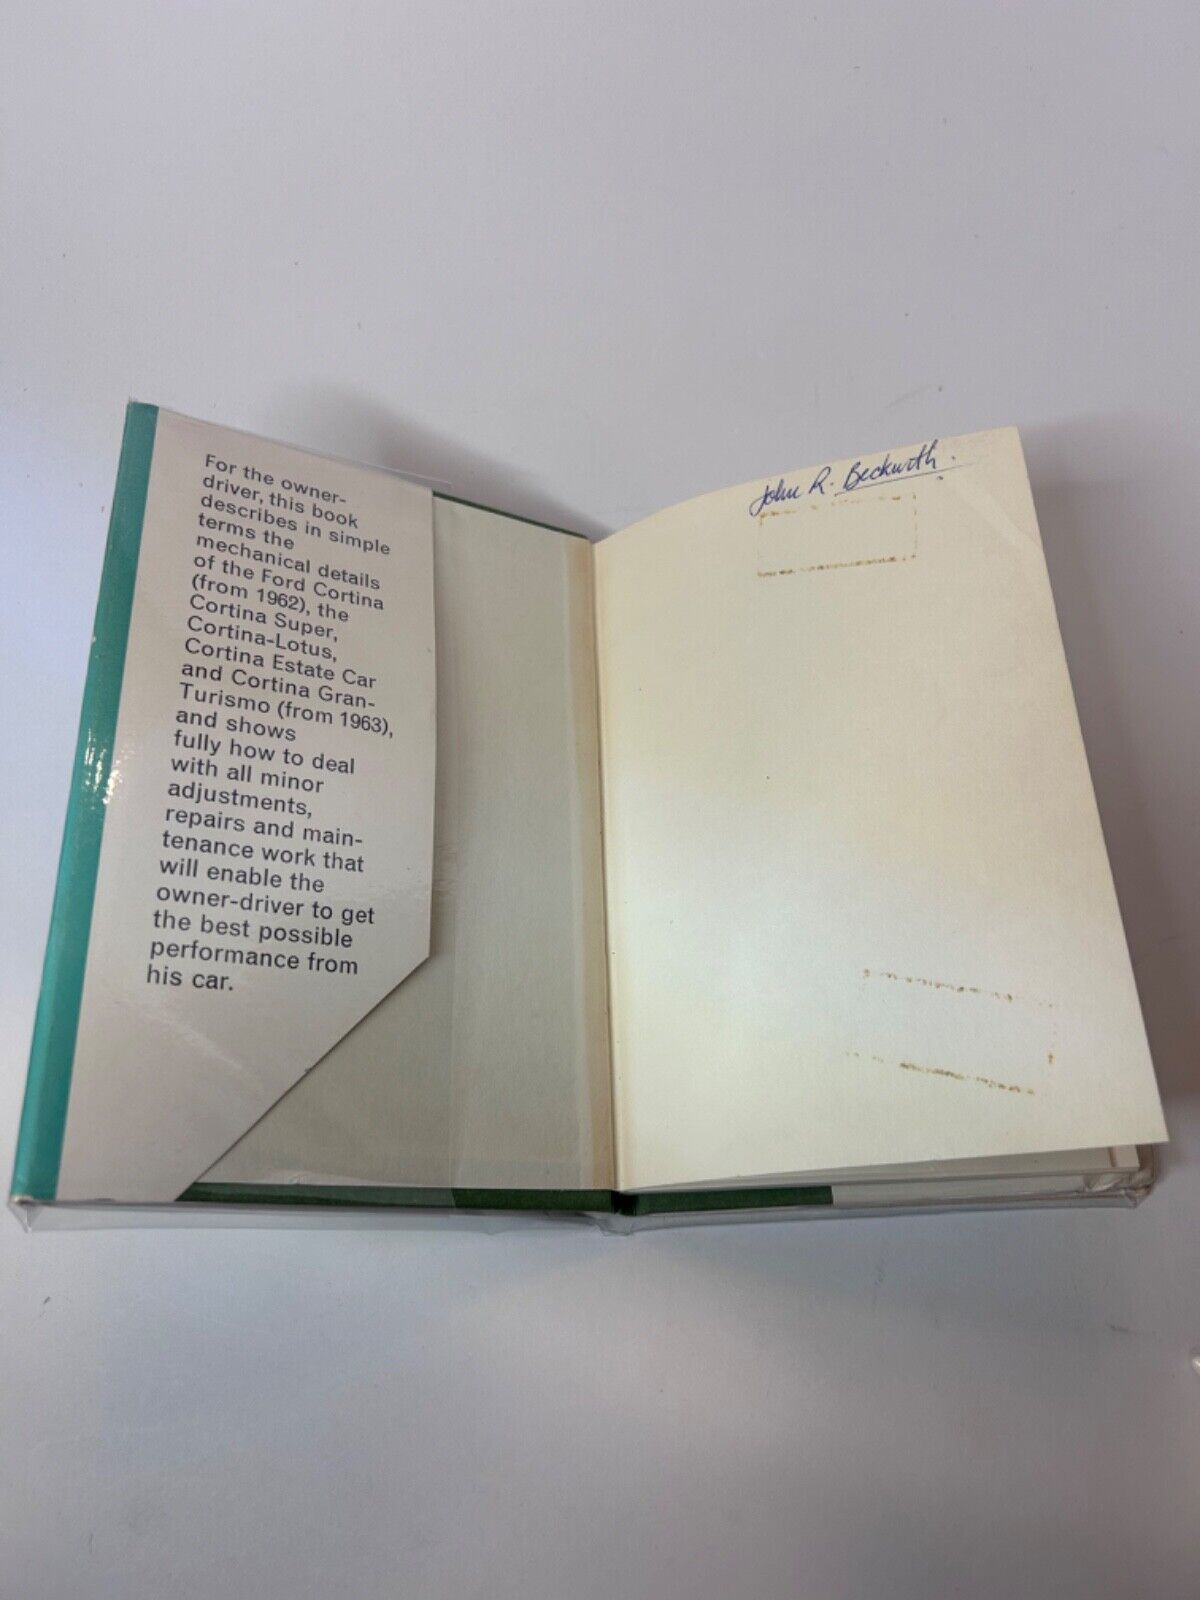 For the owner-
driver, this book
describes in simple
terms the
mechanical details
of the Ford Cortina
(from 1962), the
Cortina Super,
Cortina-Lotus,
Cortina Estate Car
and Cortina Gran-
Turismo (from 1963),
and shows
fully how to deal
with all minor
adjustments,
repairs and main-
tenance work that
will enable the
owner-driver to get
the best possible
performance from
his car.
John R. Beckwith.